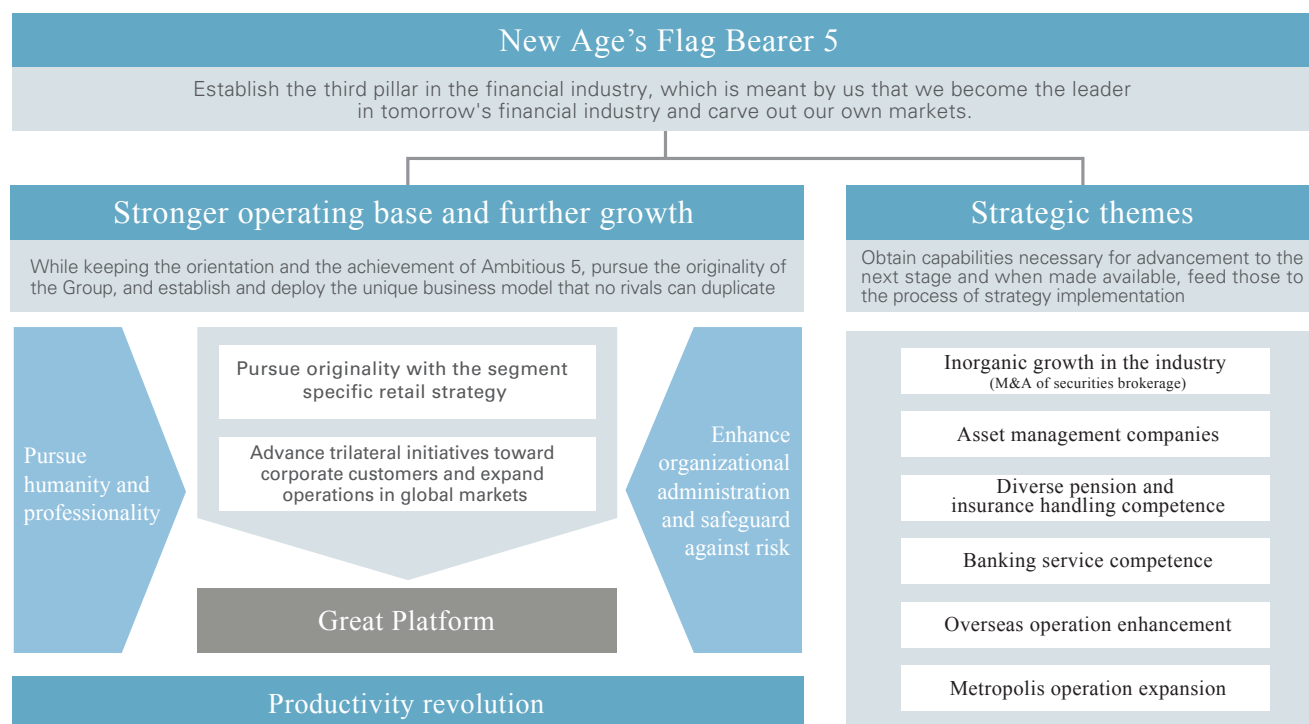 New Age's Flag Bearer 5
Establish the third pillar in the financial industry, which is meant by us that we become the leader
in tomorrow's financial industry and carve out our own markets.
Stronger operating base and further growth
While keeping the orientation and the achievement of Ambitious 5, pursue the originality of
the Group, and establish and deploy the unique business model that no rivals can duplicate
Pursue
humanity and
professionality
Pursue originality with the segment
specific retail strategy
Advance trilateral initiatives toward
corporate customers and expand
operations in global markets
Enhance
organizational
administration
and safeguard
against risk
Great Platform
Productivity revolution
Strategic themes
Obtain capabilities necessary for advancement to the
next stage and when made available, feed those to
the process of strategy implementation
Inorganic growth in the industry
(M&A of securities brokerage)
Asset management companies
Diverse pension and
insurance handling competence
Banking service competence
Overseas operation enhancement
Metropolis operation expansion